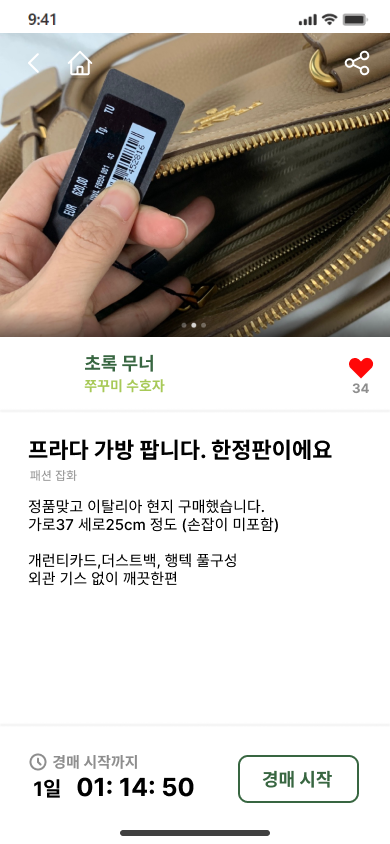 9:41
TU
Tg.
EUR 620,00
초록 무너
쭈꾸미 수호자
34
프라다 가방 팝니다. 한정판이에요
패션 잡화
정품맞고 이탈리아 현지 구매했습니다.
가로37 세로25cm 정도 (손잡이 미포함)
개런티카드,더스트백, 행텍 풀구성
외관 기스 없이 깨끗한편
경매 시작까지
1일 01: 14: 50
경매 시작